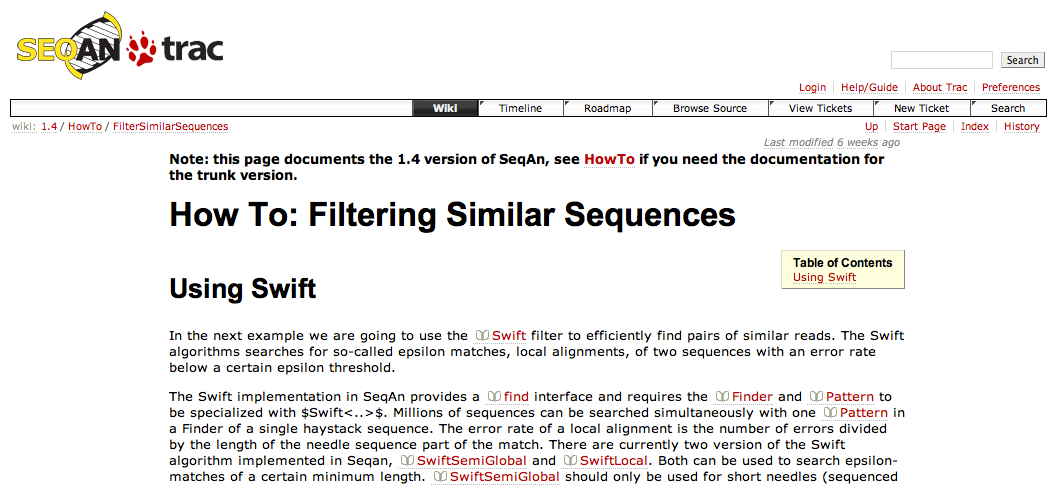 SEQAN trac
Search
Login Help/Guide About Trac Preferences
Wiki Timeline Roadmap Browse Source View Tickets New Ticket Search
wiki: 1.4 / HowTo / FilterSimilarSequences
Up Start Page Index History
Last modified 6 weeks ago
Note: this page documents the 1.4 version of SeqAn, see HowTo if you need the documentation for
the trunk version.
How To: Filtering Similar Sequences
Table of Contents
Using Swift
Using Swift
In the next example we are going to use the Swift filter to efficiently find pairs of similar reads. The Swift
algorithms searches for so-called epsilon matches, local alignments, of two sequences with an error rate
below a certain epsilon threshold.
The Swift implementation in SeqAn provides a find interface and requires the Finder and Pattern to
be specialized with $Swift<..>$. Millions of sequences can be searched simultaneously with one Pattern in
a Finder of a single haystack sequence. The error rate of a local alignment is the number of errors divided
by the length of the needle sequence part of the match. There are currently two version of the Swift
algorithm implemented in Seqan, SwiftSemiGlobal and SwiftLocal. Both can be used to search epsilon-
matches of a certain minimum length. SwiftSemiGlobal should only be used for short needles (sequenced